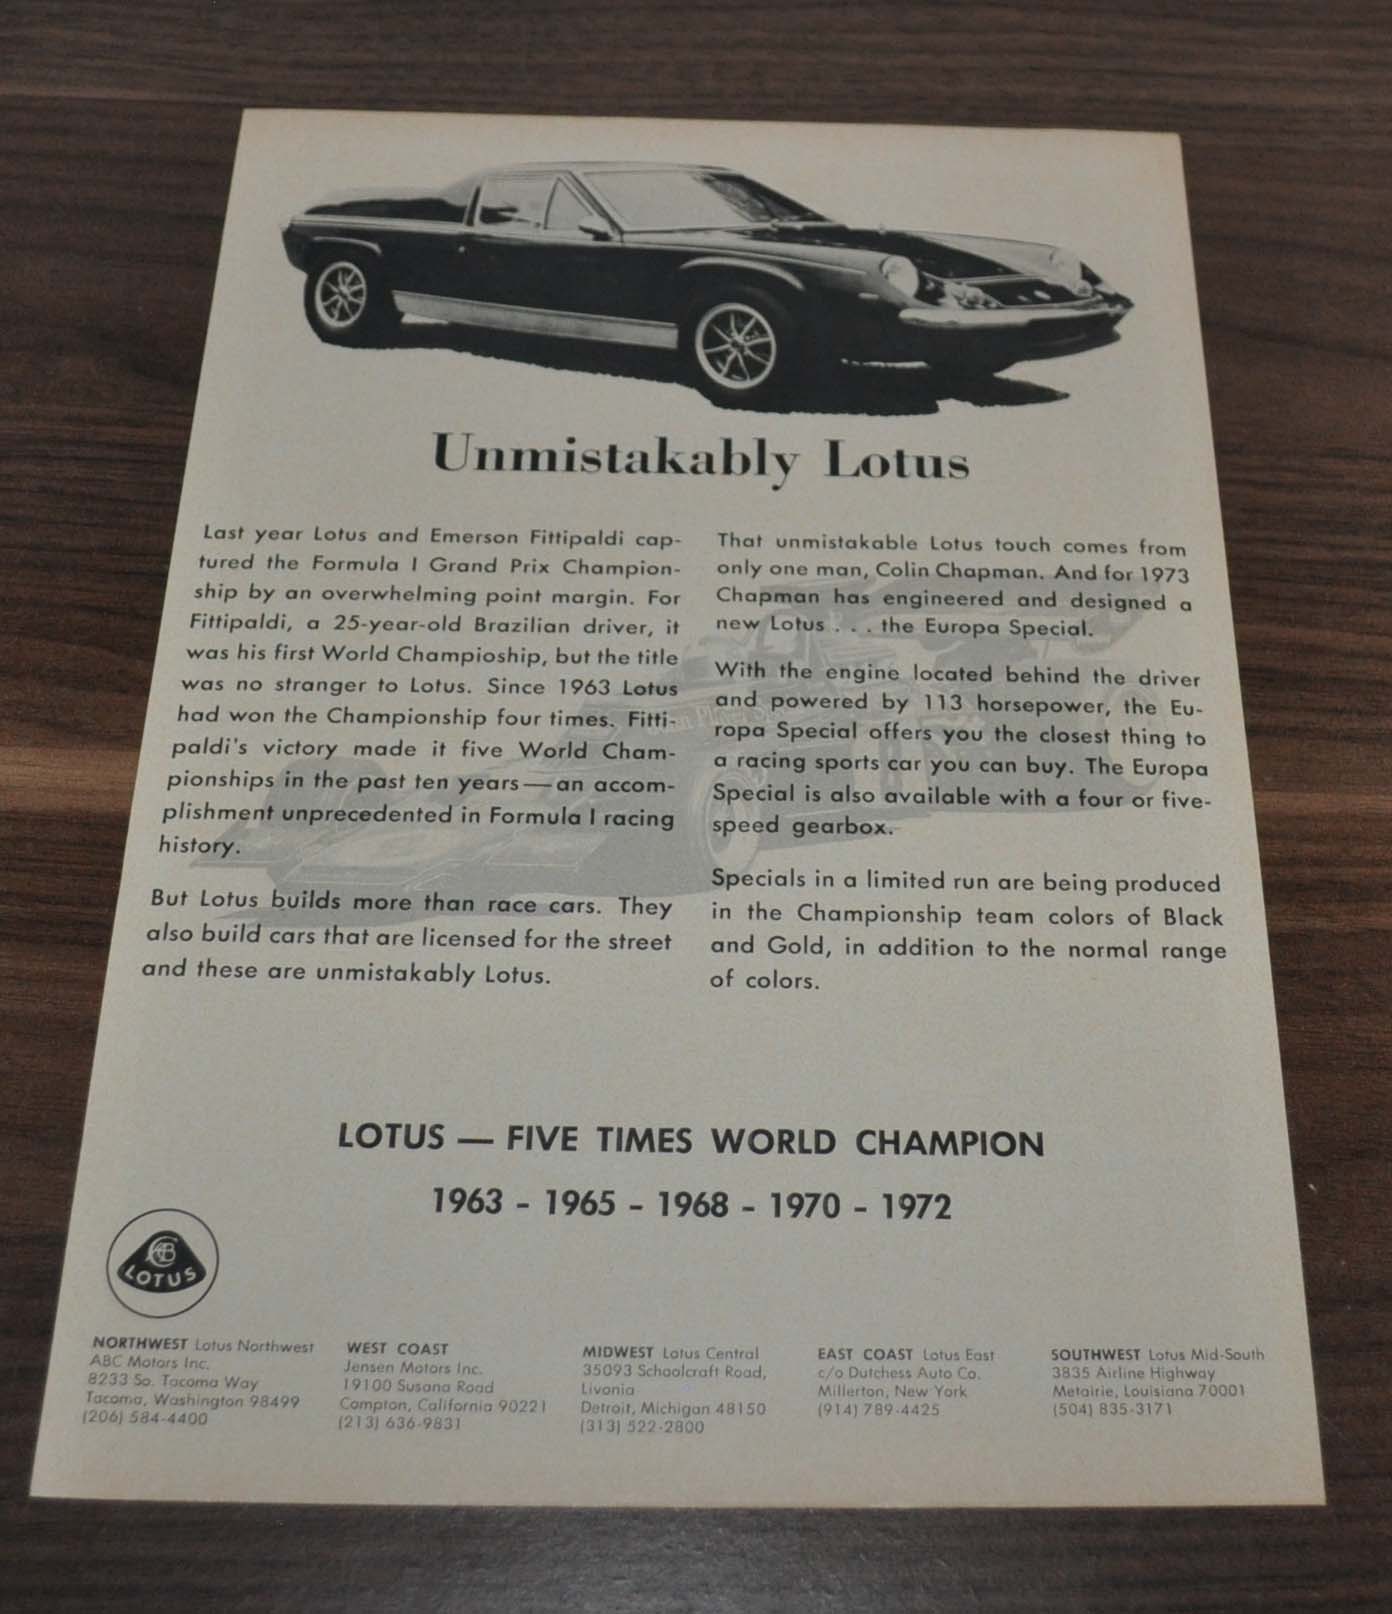 Unmistakably Lotus
Last year Lotus and Emerson Fittipaldi cap-
tured the Formula I Grand Prix Champion-
ship by an overwhelming point margin. For
Fittipaldi, a 25-year-old Brazilian driver, it
was his first World Champioship, but the title
was no stranger to Lotus. Since 1963 Lotus
had won the Championship four times. Fitti-
paldi's victory made it five World Cham-
pionships in the past ten years—an accom-
plishment unprecedented in Formula I racing
history.
But Lotus builds more than race cars. They
also build cars that are licensed for the street
and these are unmistakably Lotus.
That unmistakable Lotus touch comes from
only one man, Colin Chapman. And for 1973
Chapman has engineered and designed a
new Lotus . . . the Europa Special.
With the engine located behind the driver
and powered by 113 horsepower, the Eu-
ropa Special offers you the closest thing to
a racing sports car you can buy. The Europa
Special is also available with a four or five-
speed gearbox.
Specials in a limited run are being produced
in the Championship team colors of Black
and Gold, in addition to the normal range
of colors.
LOTUS — FIVE TIMES WORLD CHAMPION
1963 - 1965 - 1968 - 1970 - 1972
LOTUS
NORTHWEST Lotus Northwest
ABC Motors Inc.
8233 So. Tacoma Way
Tacoma, Washington 98499
(206) 584-4400
WEST COAST
Jensen Motors Inc.
19100 Susana Road
Compton, California 90221
(213) 636-9831
MIDWEST Lotus Central
35093 Schoolcraft Road,
Livonia
Detroit, Michigan 48150
(313) 522-2800
EAST COAST Lotus East
c/o Dutchess Auto Co.
Millerton, New York
(914) 789-4425
SOUTHWEST Lotus Mid-South
3835 Airline Highway
Metairie, Louisiana 70001
(504) 835-3171